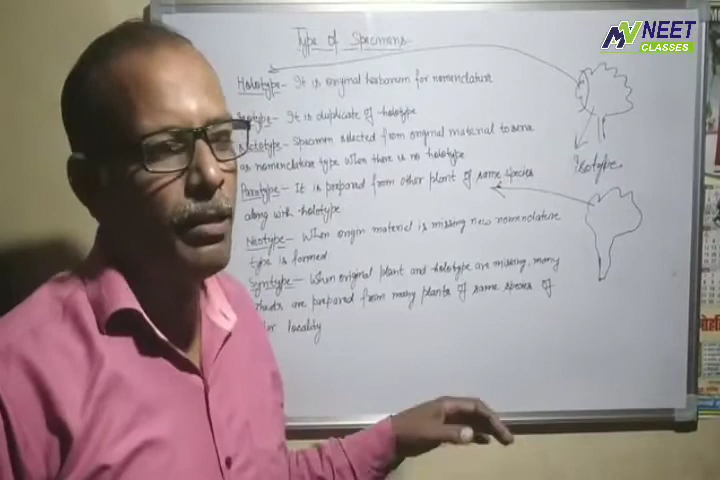 MV NEET
CLASSES
Type of Specimens
Holotype - It is original herbarium for nomenclature
It is duplicate of holotype
Specimen selected from original material to serve
as nomenclature type when there is no holotype
Isotype
Paratype - It is prepared from other plant of same species
along with holotype
Neotype - When origin material is missing new nomenclature
type is formed
Syntype - When original plant and holotype are missing, many
are prepared from many plants of same species of
locality